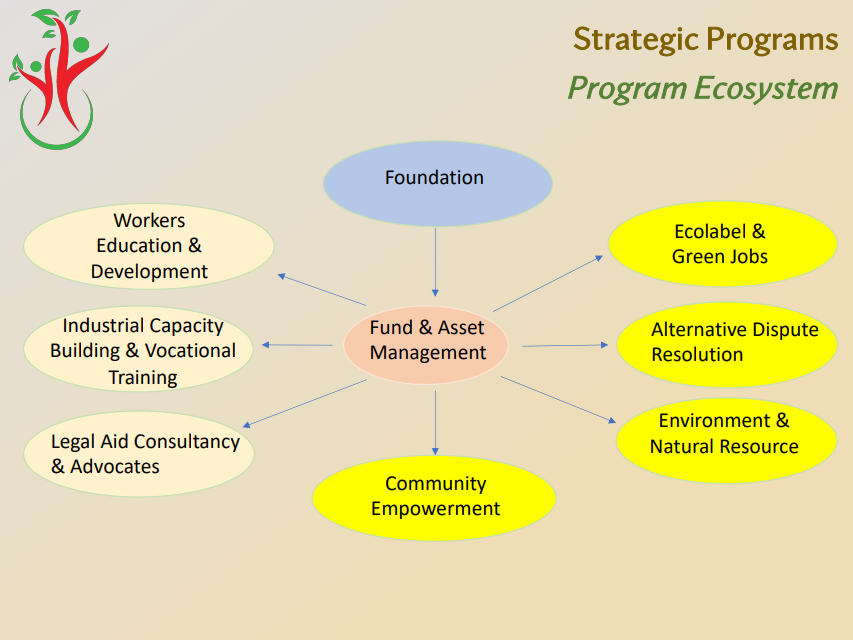 Strategic Programs
Program Ecosystem
Foundation
Workers
Education &
Development
Ecolabel &
Green Jobs
Industrial Capacity
Building & Vocational
Training
Fund & Asset
Management
Alternative Dispute
Resolution
Legal Aid Consultancy
& Advocates
Environment &
Natural Resource
Community
Empowerment